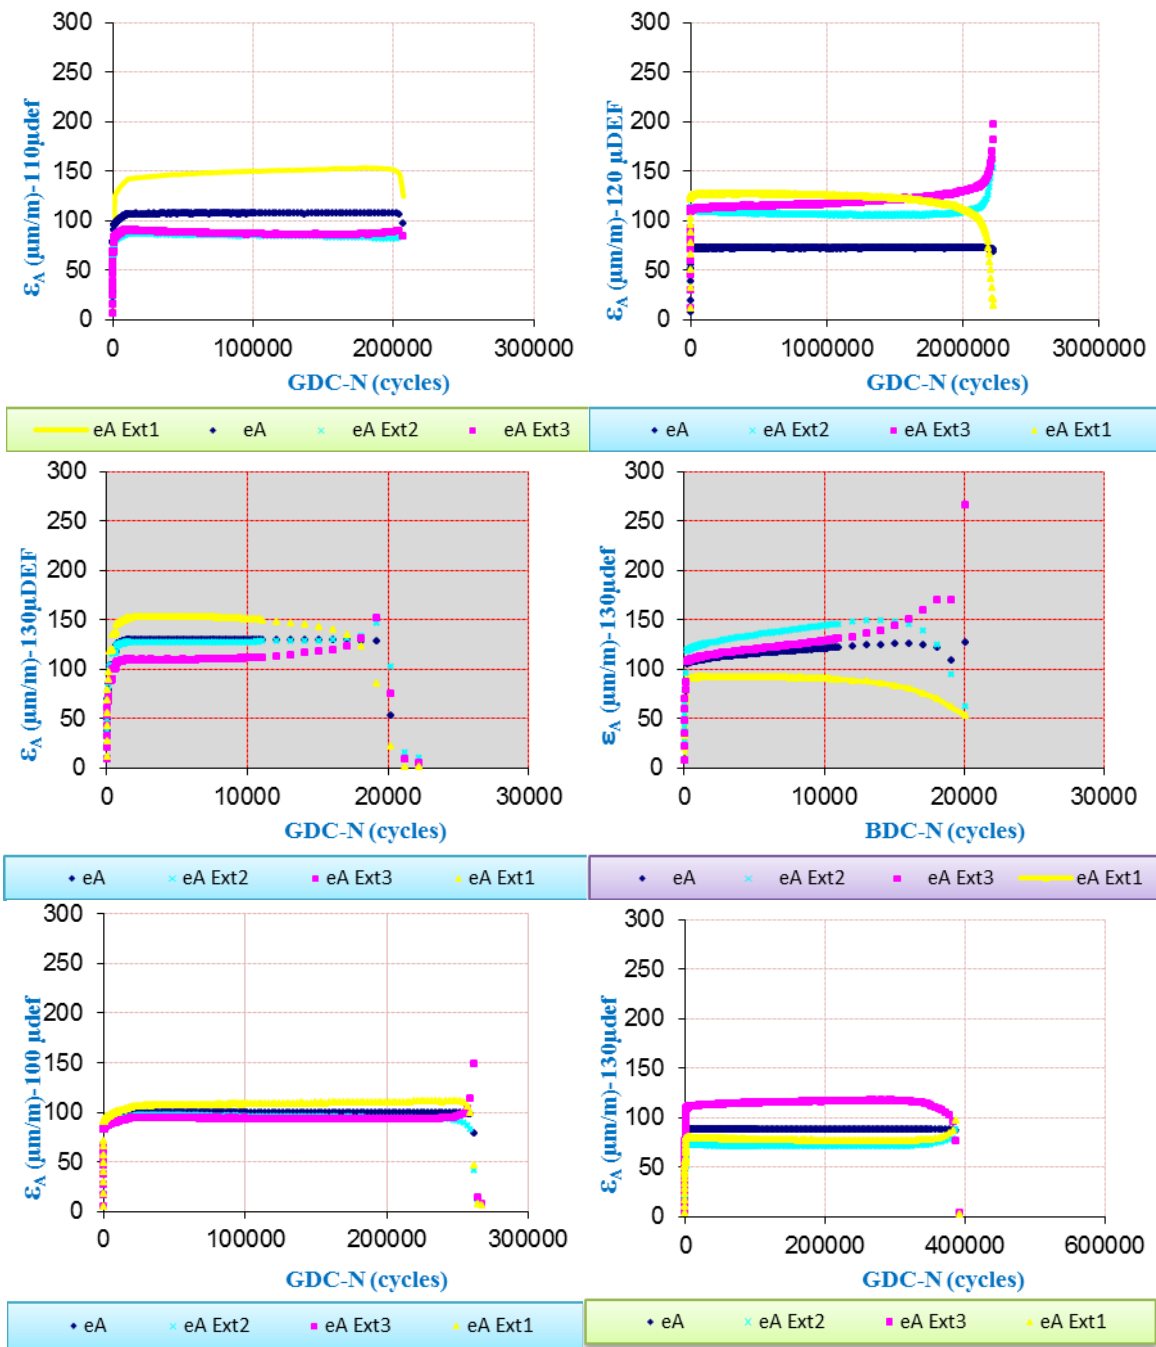 300
250
200
150
100
50
0
0 100000 200000 300000
εA (μm/m)-110μdef
GDC-N (cycles)
eA Ext1 eA eA Ext2 eA Ext3
300
250
200
150
100
50
0
0 1000000 2000000 3000000
εA (μm/m)-120 μDEF
GDC-N (cycles)
eA eA Ext2 eA Ext3 eA Ext1
300
250
200
150
100
50
0
0 10000 20000 30000
εA (μm/m)-130μDEF
GDC-N (cycles)
eA eA Ext2 eA Ext3 eA Ext1
300
250
200
150
100
50
0
0 10000 20000 30000
εA (μm/m)-130μdef
BDC-N (cycles)
eA eA Ext2 eA Ext3 eA Ext1
300
250
200
150
100
50
0
0 100000 200000 300000
εA (μm/m)-100 μdef
GDC-N (cycles)
eA eA Ext2 eA Ext3 eA Ext1
300
250
200
150
100
50
0
0 200000 400000 600000
εA (μm/m)-130μdef
GDC-N (cycles)
eA eA Ext2 eA Ext3 eA Ext1